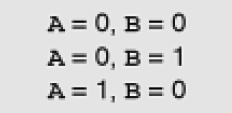 A = 0, B = 0
A = 0, B = 1
A = 1, B = 0